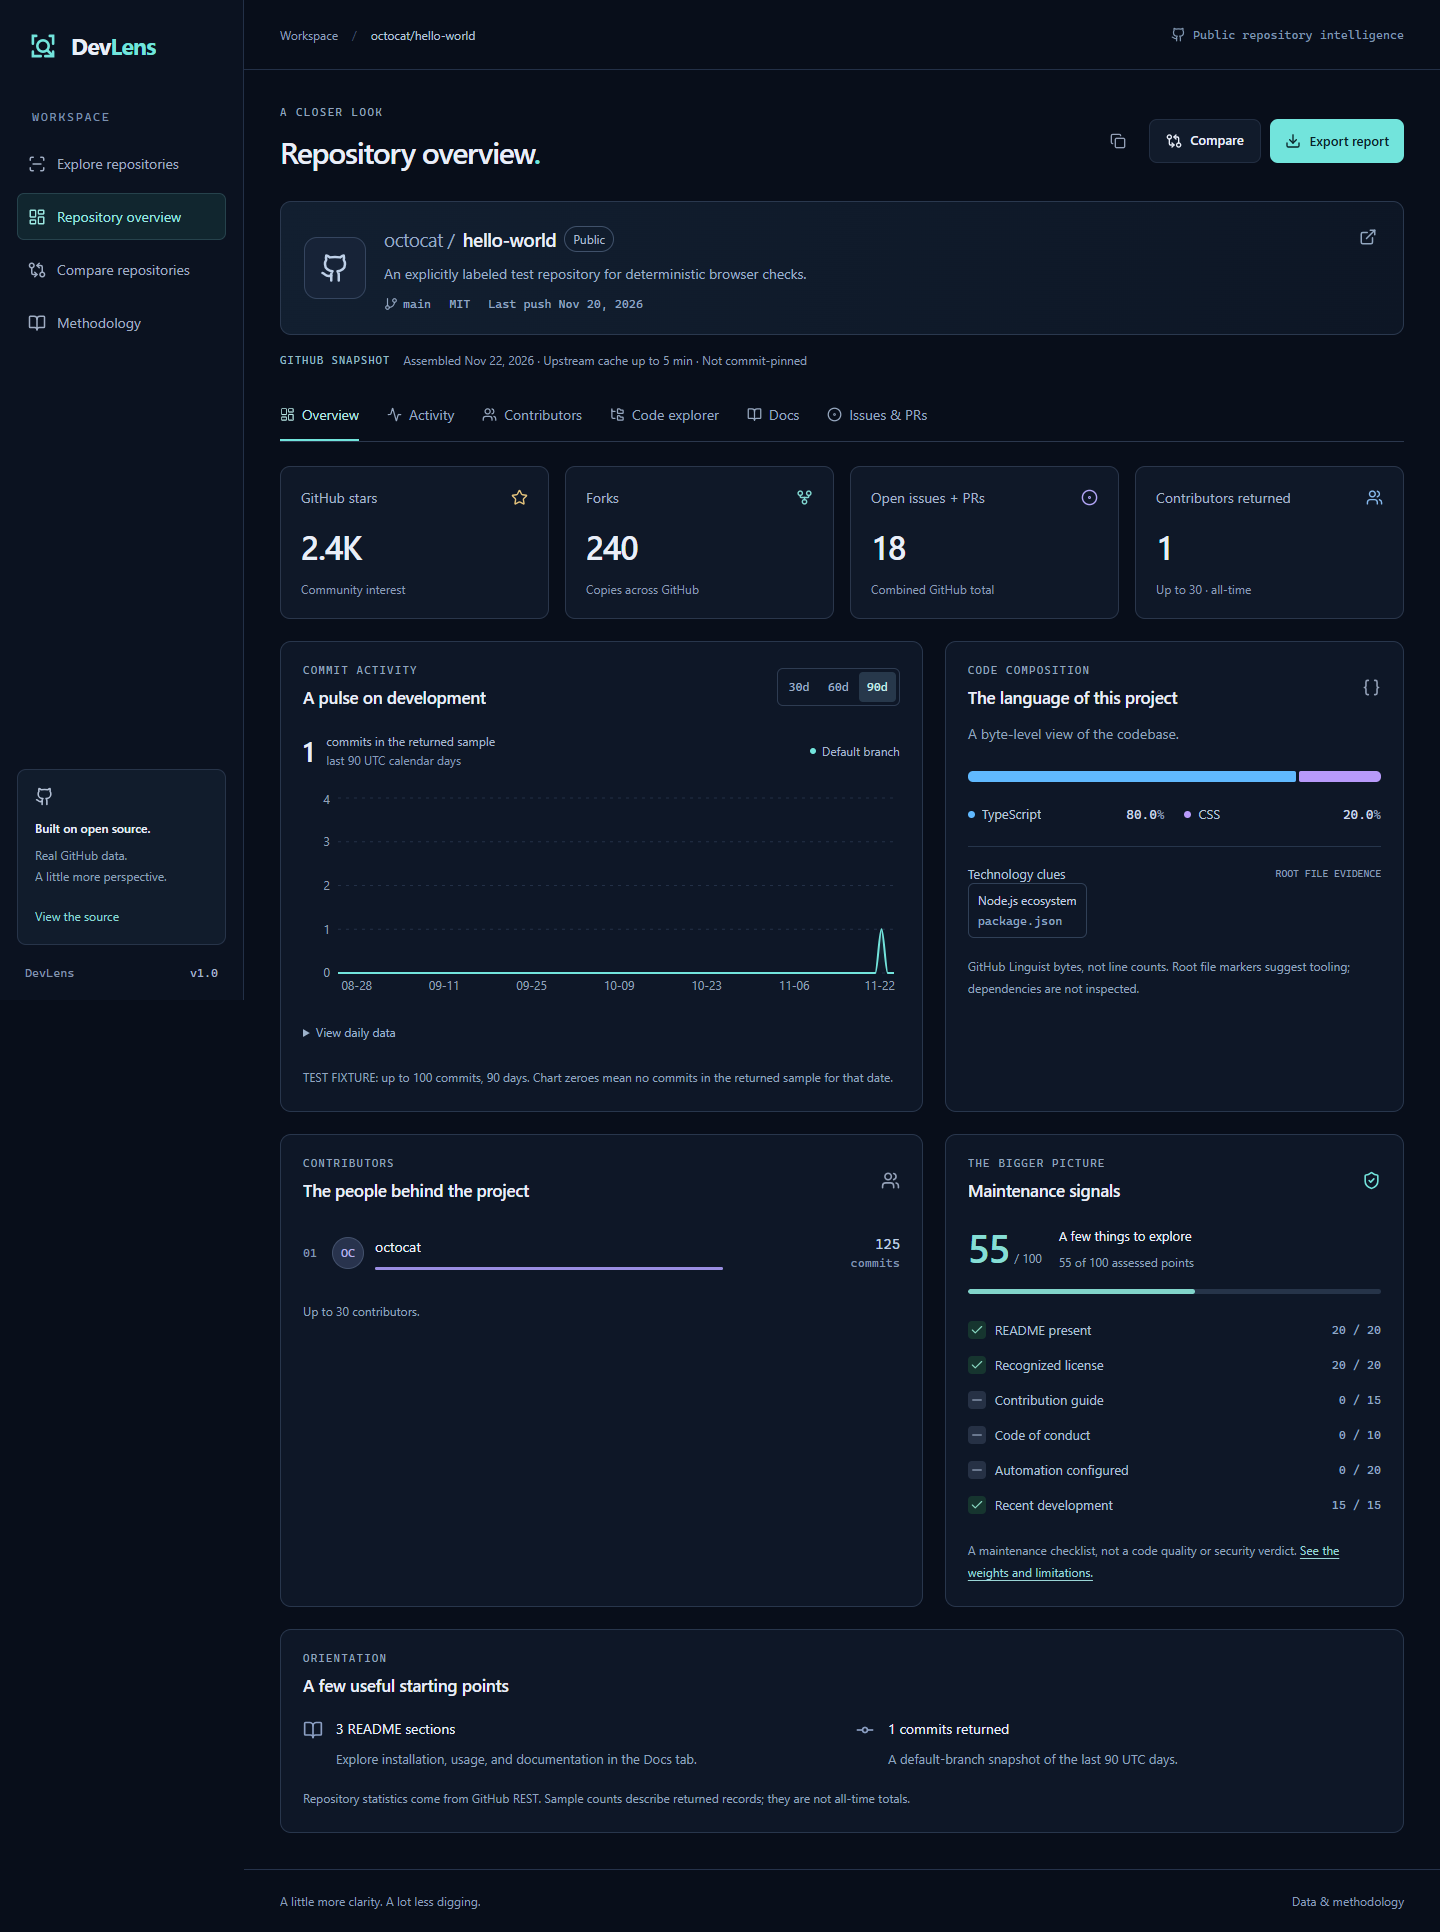 DevLens
WORKSPACE
Explore repositories
Repository overview
Compare repositories
Methodology
Built on open source.
Real GitHub data.
A little more perspective.
View the source
DevLens v1.0
Workspace / octocat/hello-world
Public repository intelligence
A CLOSER LOOK
Repository overview.
Compare
Export report
octocat / hello-world Public
An explicitly labeled test repository for deterministic browser checks.
main MIT Last push Nov 20, 2026
GITHUB SNAPSHOT Assembled Nov 22, 2026 · Upstream cache up to 5 min · Not commit-pinned
Overview Activity Contributors Code explorer Docs Issues & PRs
GitHub stars
2.4K
Community interest
Forks
240
Copies across GitHub
Open issues + PRs
18
Combined GitHub total
Contributors returned
1
Up to 30 · all-time
COMMIT ACTIVITY
A pulse on development
30d 60d 90d
1 commits in the returned sample
last 90 UTC calendar days
Default branch
4
3
2
1
0
08-28 09-11 09-25 10-09 10-23 11-06 11-22
View daily data
TEST FIXTURE: up to 100 commits, 90 days. Chart zeroes mean no commits in the returned sample for that date.
CODE COMPOSITION
The language of this project
{}
A byte-level view of the codebase.
TypeScript 80.0% CSS 20.0%
Technology clues ROOT FILE EVIDENCE
Node.js ecosystem
package.json
GitHub Linguist bytes, not line counts. Root file markers suggest tooling;
dependencies are not inspected.
CONTRIBUTORS
The people behind the project
01 OC octocat 125
commits
Up to 30 contributors.
THE BIGGER PICTURE
Maintenance signals
55 / 100
A few things to explore
55 of 100 assessed points
README present 20 / 20
Recognized license 20 / 20
Contribution guide 0 / 15
Code of conduct 0 / 10
Automation configured 0 / 20
Recent development 15 / 15
A maintenance checklist, not a code quality or security verdict. See the
weights and limitations.
ORIENTATION
A few useful starting points
3 README sections
Explore installation, usage, and documentation in the Docs tab.
1 commits returned
A default-branch snapshot of the last 90 UTC days.
Repository statistics come from GitHub REST. Sample counts describe returned records; they are not all-time totals.
A little more clarity. A lot less digging.
Data & methodology